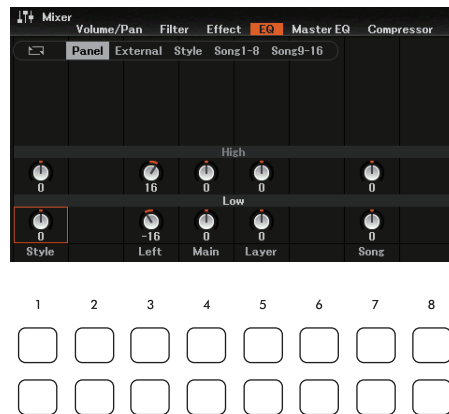 Mixer
Volume/Pan Filter Effect EQ Master EQ Compressor
Panel External Style Song1-8 Song9-16
High
0 16 0 0 0
Low
0 -16 0 0 0
Style Left Main Layer Song
1 2 3 4 5 6 7 8